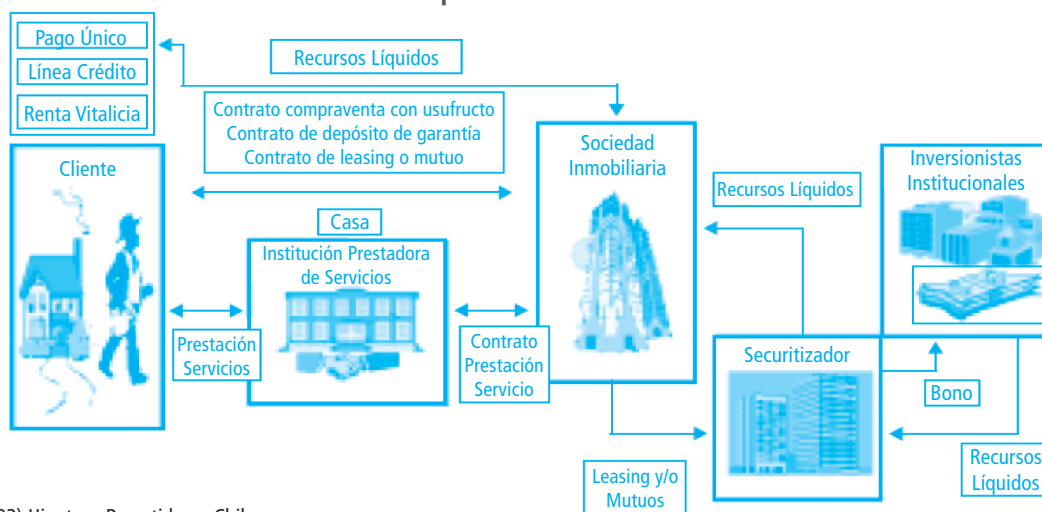 Pago Único
Línea Crédito
Renta Vitalicia
Recursos Líquidos
Contrato compraventa con usufructo
Contrato de depósito de garantía
Contrato de leasing o mutuo
Cliente
Casa
Institución Prestadora
de Servicios
Prestación
Servicios
Contrato
Prestación
Servicio
Sociedad
Inmobiliaria
Recursos Líquidos
Inversionistas
Institucionales
Securitizador
Bono
Recursos
Líquidos
Leasing y/o
Mutuos